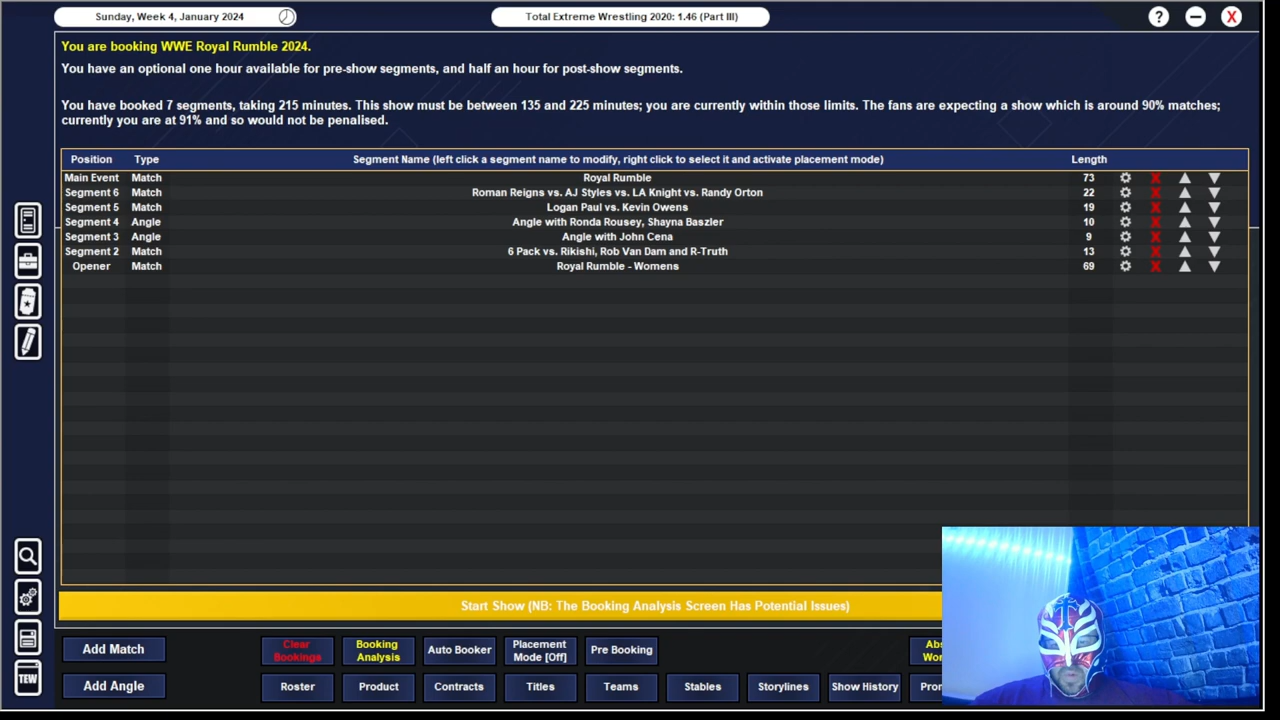 Sunday, Week 4, January 2024
Total Extreme Wrestling 2020: 1.46 (Part III)
?
X
You are booking WWE Royal Rumble 2024.
You have an optional one hour available for pre-show segments, and half an hour for post-show segments.
You have booked 7 segments, taking 215 minutes. This show must be between 135 and 225 minutes; you are currently within those limits. The fans are expecting a show which is around 90% matches;
currently you are at 91% and so would not be penalised.
Position Type Segment Name (left click a segment name to modify, right click to select it and activate placement mode) Length
Main Event Match Royal Rumble 73 X
Segment 6 Match Roman Reigns vs. AJ Styles vs. LA Knight vs. Randy Orton 22 X
Segment 5 Match Logan Paul vs. Kevin Owens 19 X
Segment 4 Angle Angle with Ronda Rousey, Shayna Baszler 10 X
Segment 3 Angle Angle with John Cena 9 X
Segment 2 Match 6 Pack vs. Rikishi, Rob Van Dam and R-Truth 13 X
Opener Match Royal Rumble - Womens 69 X
Start Show (NB: The Booking Analysis Screen Has Potential Issues)
Add Match
Clear Bookings
Booking Analysis
Auto Booker
Placement Mode [Off]
Pre Booking
Add Angle
Roster
Product
Contracts
Titles
Teams
Stables
Storylines
Show History
TEW